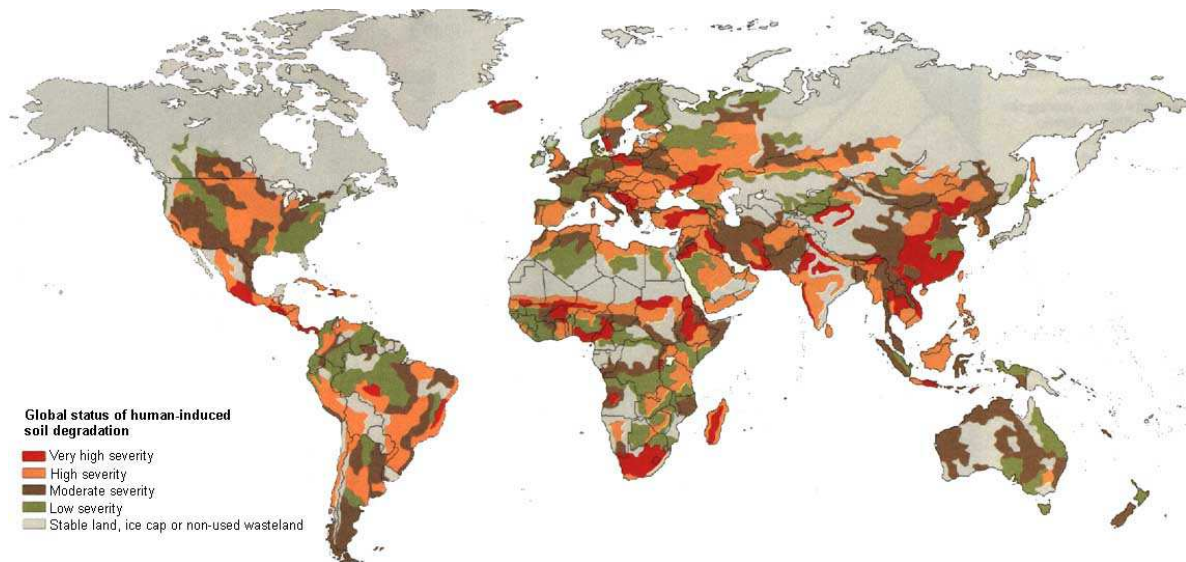 Global status of human-induced
soil degradation
Very high severity
High severity
Moderate severity
Low severity
Stable land, ice cap or non-used wasteland